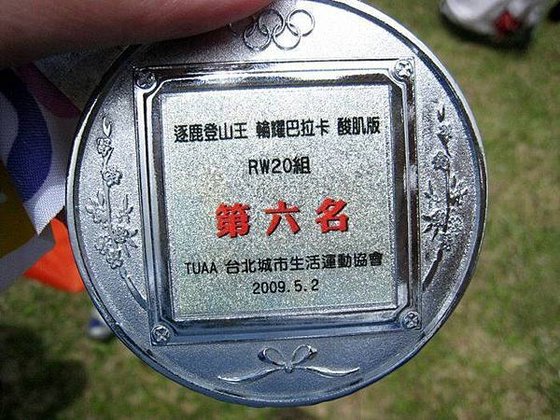 逐鹿登山王 輪耀巴拉卡 酸肌版
RW20組
第六名
TUAA 台北城市生活運動協會
2009.5.2